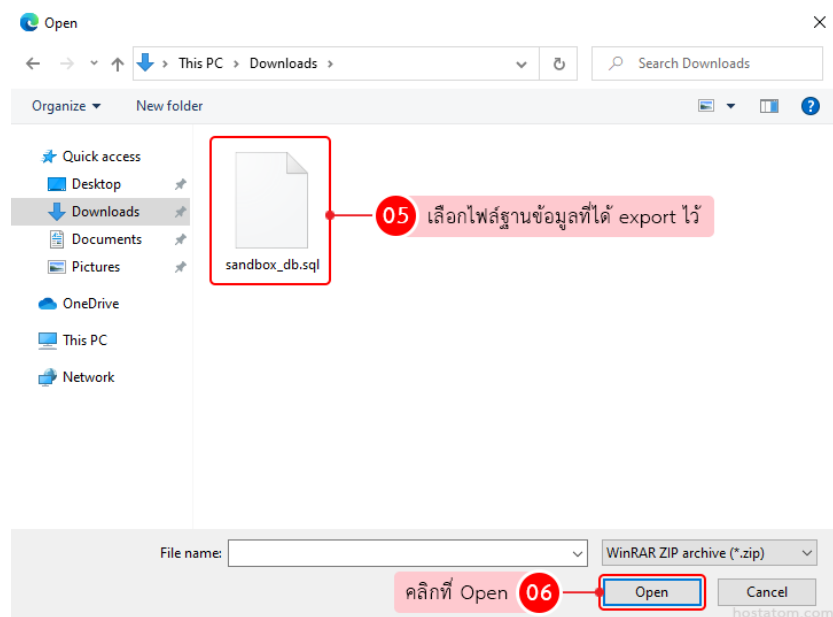 Open
This PC > Downloads >
Search Downloads
Organize
New folder
Quick access
Desktop
Downloads
Documents
Pictures
OneDrive
This PC
Network
sandbox_db.sql
05 เลือกไฟล์ฐานข้อมูลที่ได้ export ไว้
File name:
WinRAR ZIP archive (*.zip)
คลิกที่ Open 06
Open
Cancel
hostatom.com